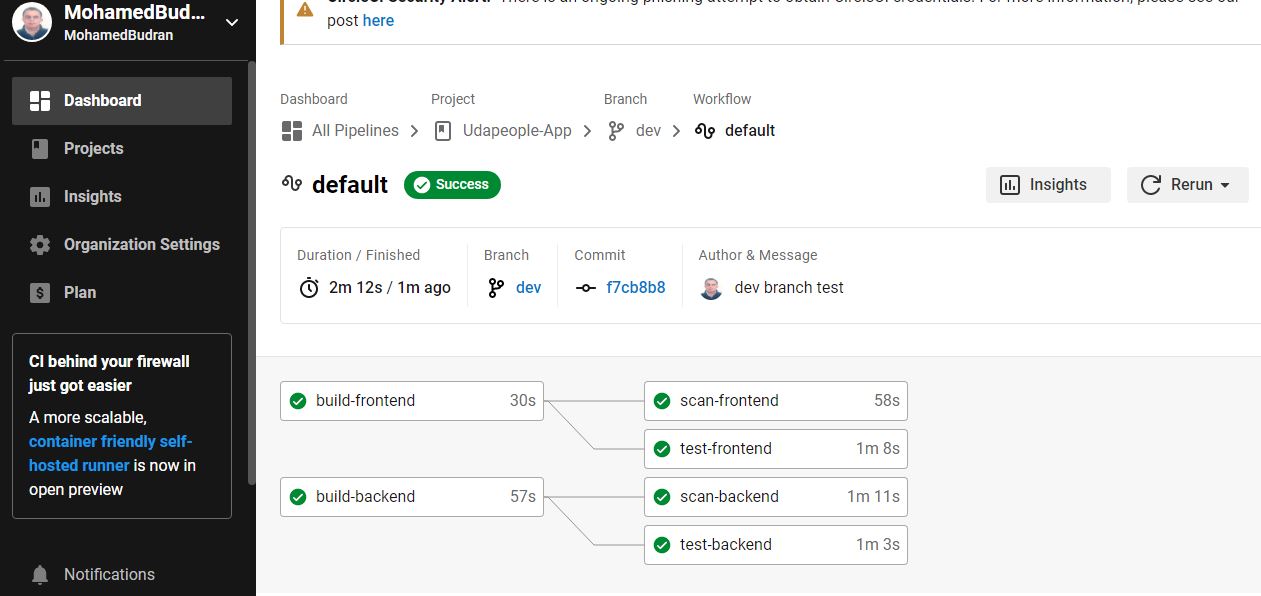 MohamedBud...
MohamedBudran
Dashboard
Projects
Insights
Organization Settings
Plan
CI behind your firewall
just got easier
A more scalable,
container friendly self-
hosted runner is now in
open preview
Notifications
CircleCI Security Alert: There is an ongoing phishing attempt to obtain CircleCI credentials. For more information, please see our
post here
Dashboard Project Branch Workflow
All Pipelines Udapeople-App dev default
default Success Insights Rerun
Duration / Finished Branch Commit Author & Message
2m 12s / 1m ago dev f7cb8b8 dev branch test
build-frontend 30s scan-frontend 58s
test-frontend 1m 8s
build-backend 57s scan-backend 1m 11s
test-backend 1m 3s